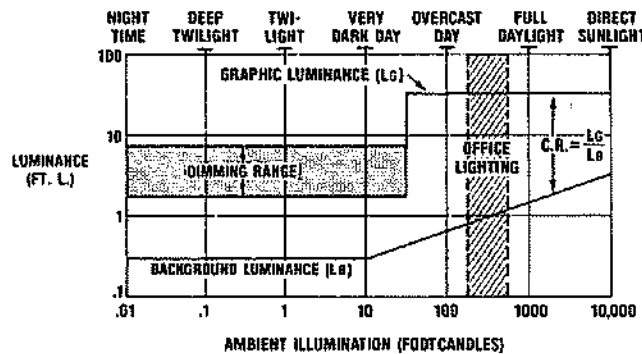 NIGHT TIME
DEEP TWILIGHT
TWI-LIGHT
VERY DARK DAY
OVERCAST DAY
FULL DAYLIGHT
DIRECT SUNLIGHT
100
GRAPHIC LUMINANCE (LG)
10
LUMINANCE (FT. L.)
DIMMING RANGE
OFFICE LIGHTING
C.R. = LG/LB
1
BACKGROUND LUMINANCE (LB)
.1
.01
.1
1
10
100
1000
10,000
AMBIENT ILLUMINATION (FOOTCANDLES)